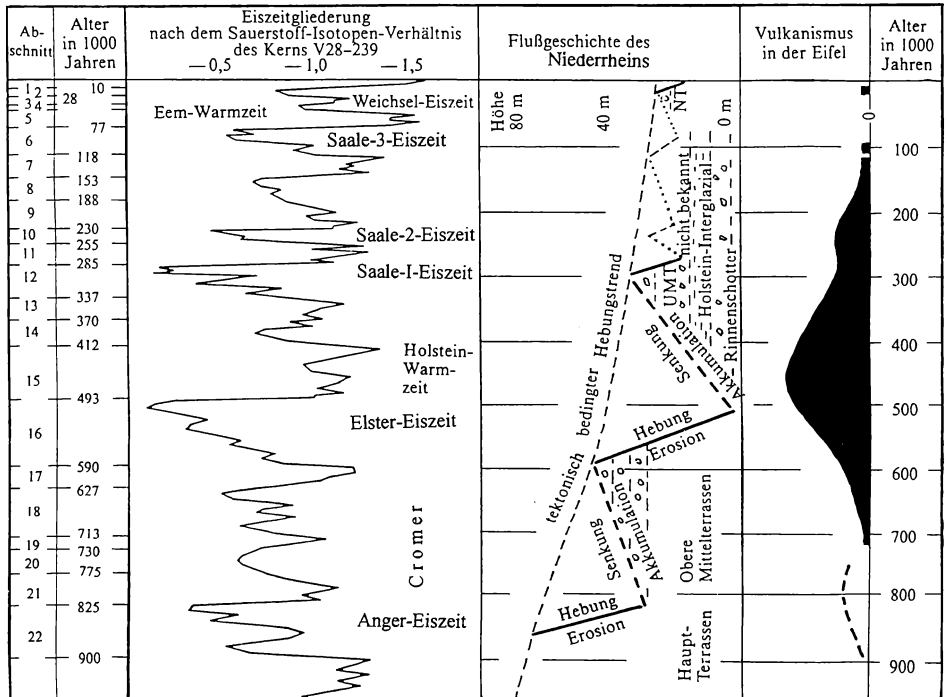 Ab-
schnitt
Alter
in 1000
Jahren
Eiszeitgliederung
nach dem Sauerstoff-Isotopen-Verhältnis
des Kerns V28–239
—0,5 —1,0 —1,5
Flußgeschichte des
Niederrheins
Vulkanismus
in der Eifel
Alter
in 1000
Jahren
1 2
3 4
5
6
7
8
9
10
11
12
13
14
15
16
17
18
19
20
21
22
10
28
77
118
153
188
230
255
285
337
370
412
493
590
627
713
730
775
825
900
Weichsel-Eiszeit
Eem-Warmzeit
Saale-3-Eiszeit
Saale-2-Eiszeit
Saale-1-Eiszeit
Holstein-
Warm-
zeit
Elster-Eiszeit
Cromer
Anger-Eiszeit
Höhe
80 m
40 m
0 m
NT
nicht bekannt
UMT
Holstein-Interglazial
Rinnenschotter
tektonisch bedingter Hebungstrend
Senkung
Akkumulation
Hebung
Erosion
Senkung
Akkumulation
Obere
Mittelterrassen
Hebung
Erosion
Haupt-
Terrassen
0
100
200
300
400
500
600
700
800
900